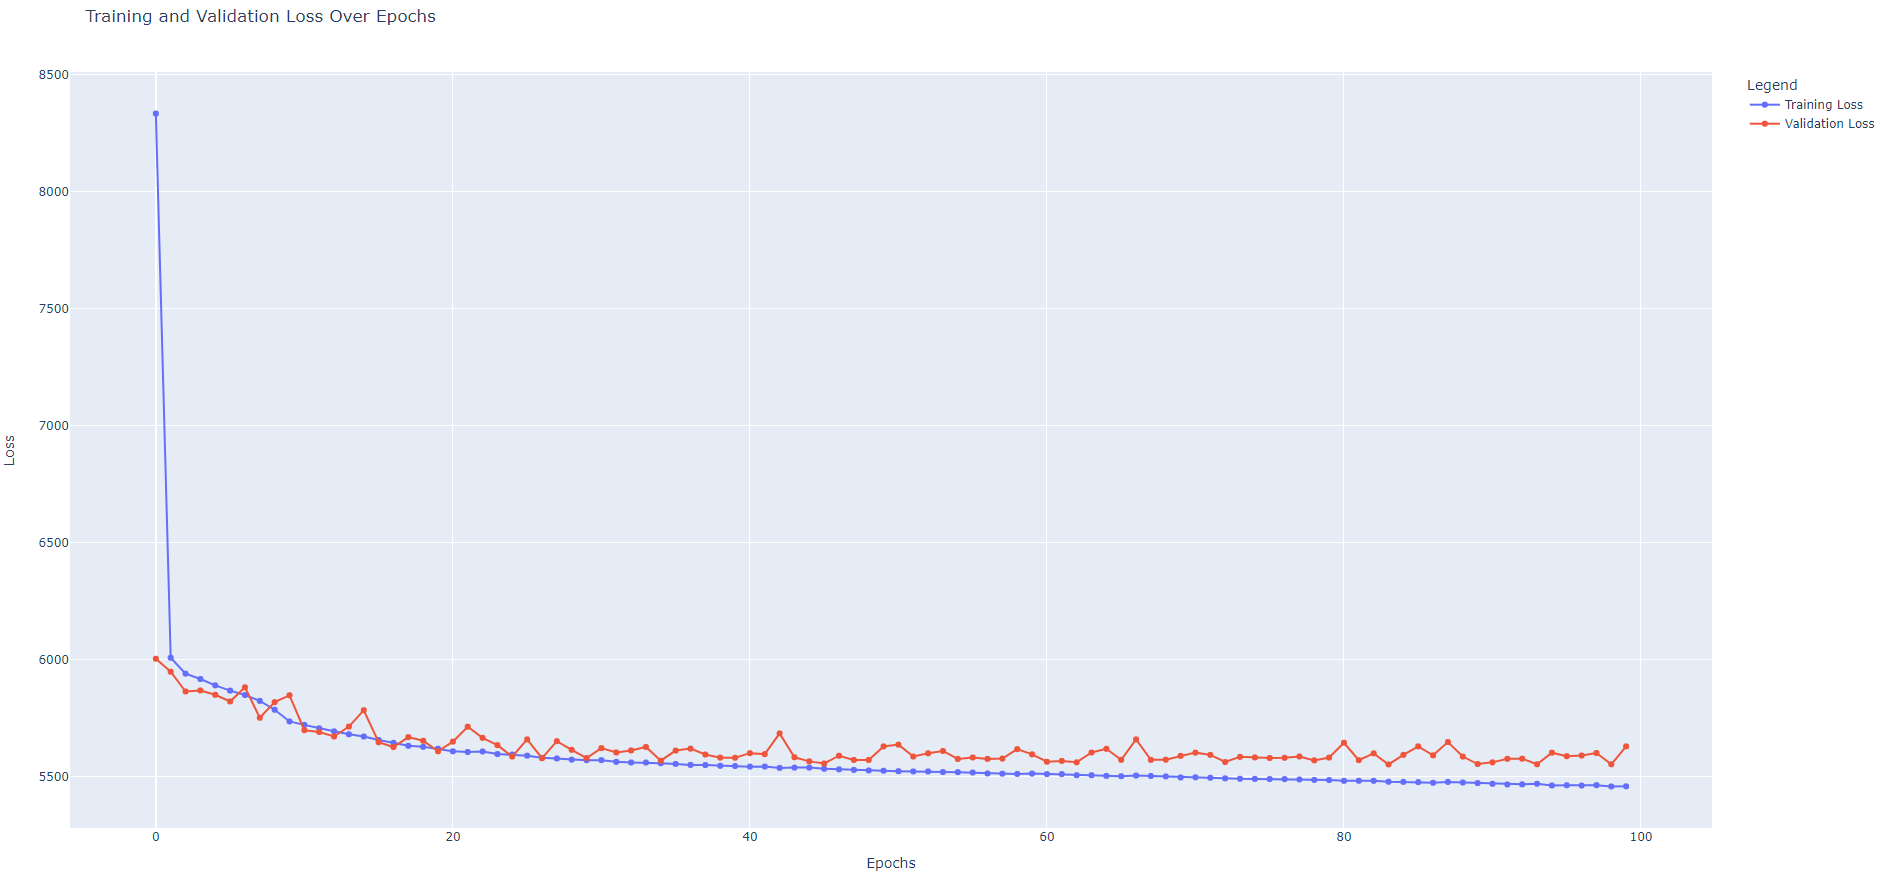 Training and Validation Loss Over Epochs
8500
8000
7500
7000
6500
6000
5500
Loss
0
20
40
60
80
100
Epochs
Legend
Training Loss
Validation Loss